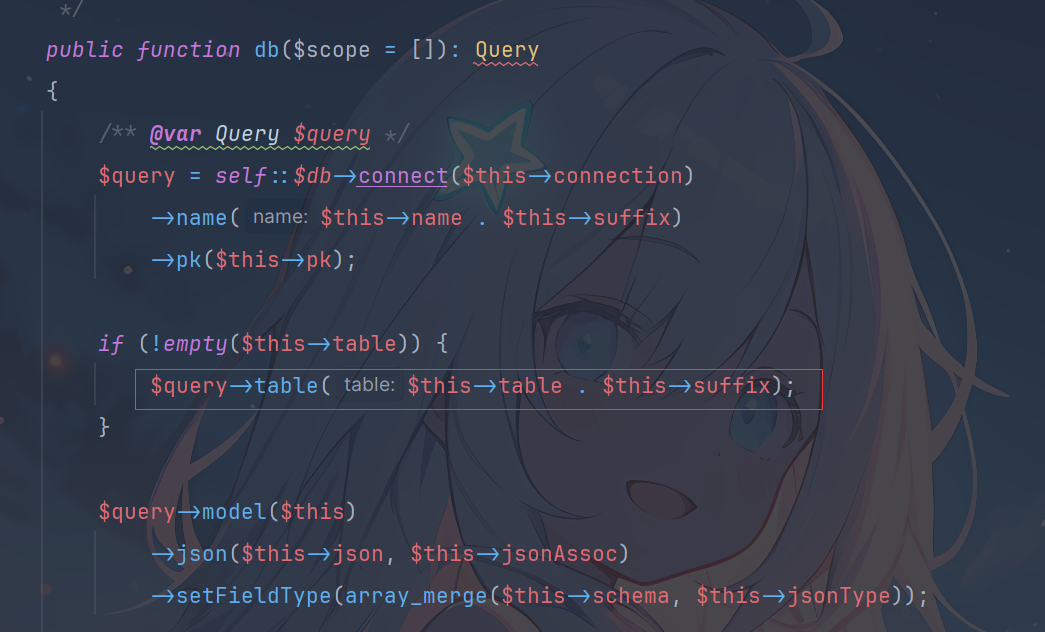 */
public function db($scope = []): Query
{
/** @var Query $query */
$query = self::$db->connect($this->connection)
->name( name: $this->name . $this->suffix)
->pk($this->pk);
if (!empty($this->table)) {
$query->table( table: $this->table . $this->suffix);
}
$query->model($this)
->json($this->json, $this->jsonAssoc)
->setFieldType(array_merge($this->schema, $this->jsonType));